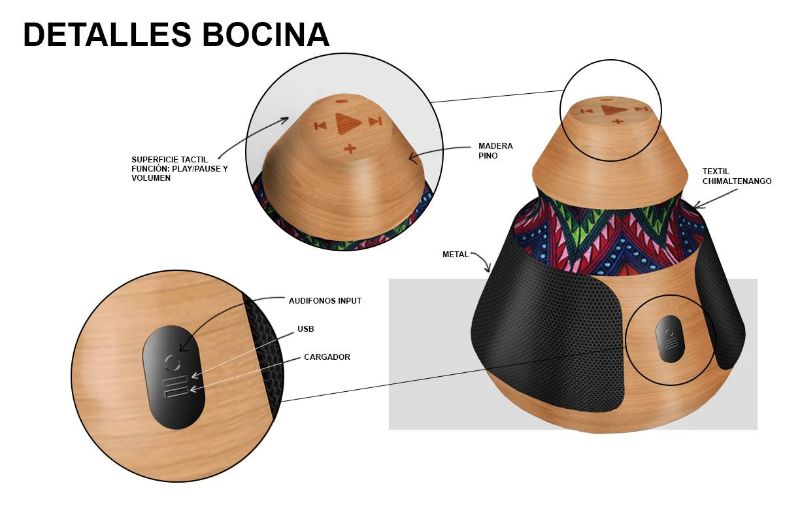 DETALLES BOCINA
SUPERFICIE TACTIL
FUNCIÓN: PLAY/PAUSE Y
VOLUMEN
MADERA
PINO
TEXTIL
CHIMALTENANGO
METAL
AUDIFONOS INPUT
USB
CARGADOR